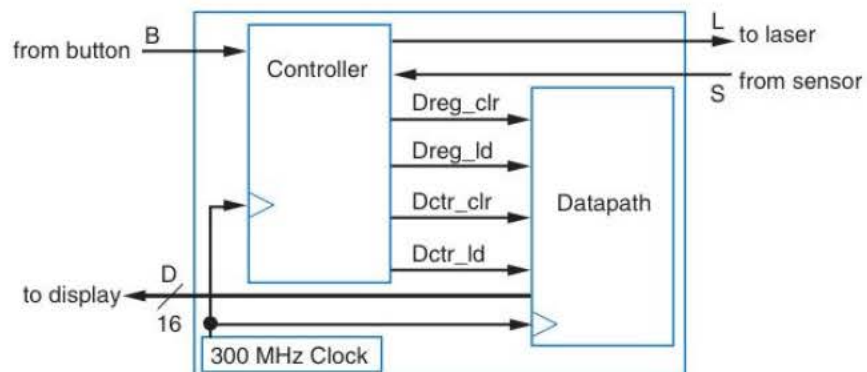 B
from button
Controller
L
to laser
from sensor
S
Dreg_clr
Dreg_ld
Dctr_clr
Dctr_ld
Datapath
D
to display
16
300 MHz Clock